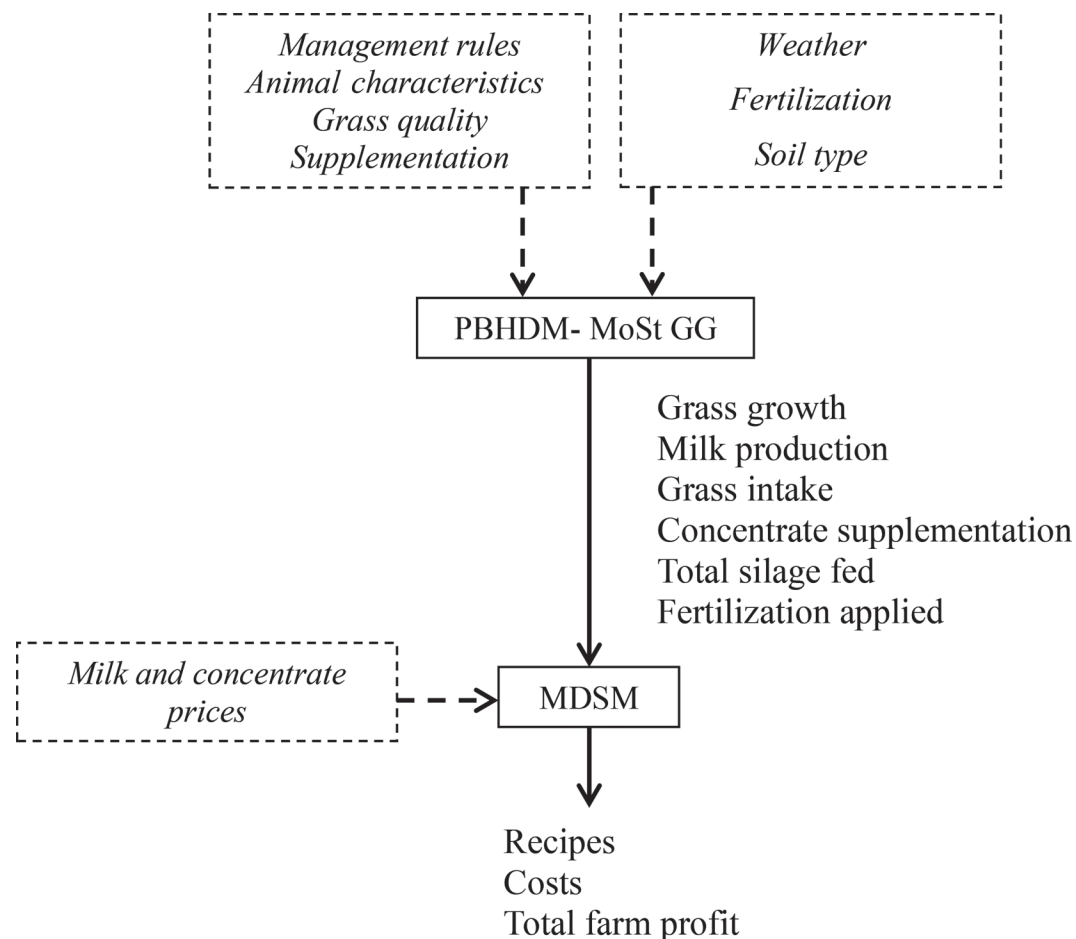 Management rules
Animal characteristics
Grass quality
Supplementation
Weather
Fertilization
Soil type
PBHDM- MoSt GG
Grass growth
Milk production
Grass intake
Concentrate supplementation
Total silage fed
Fertilization applied
Milk and concentrate
prices
MDSM
Recipes
Costs
Total farm profit